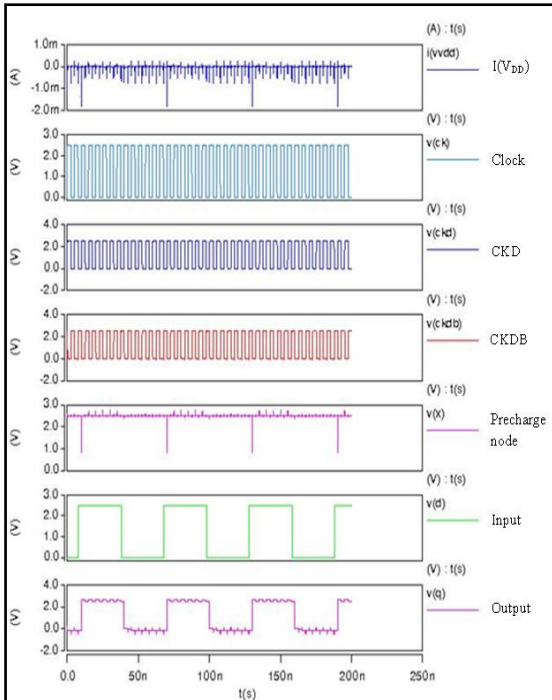 (A) : t(s)
i(vvdd)
I(VDD)
1.0m
0.0
-1.0m
-2.0m
(A)
(V) : t(s)
v(ck)
Clock
3.0
2.0
1.0
0.0
(V)
(V) : t(s)
v(ckd)
CKD
4.0
2.0
0.0
-2.0
(V)
(V) : t(s)
v(ckdb)
CKDB
4.0
2.0
0.0
-2.0
(V)
(V) : t(s)
v(x)
Precharge
node
3.0
2.0
1.0
0.0
(V)
(V) : t(s)
v(d)
Input
3.0
2.0
1.0
0.0
(V)
(V) : t(s)
v(q)
Output
4.0
2.0
0.0
-2.0
(V)
0.0 50n 100n 150n 200n 250n
t(s)